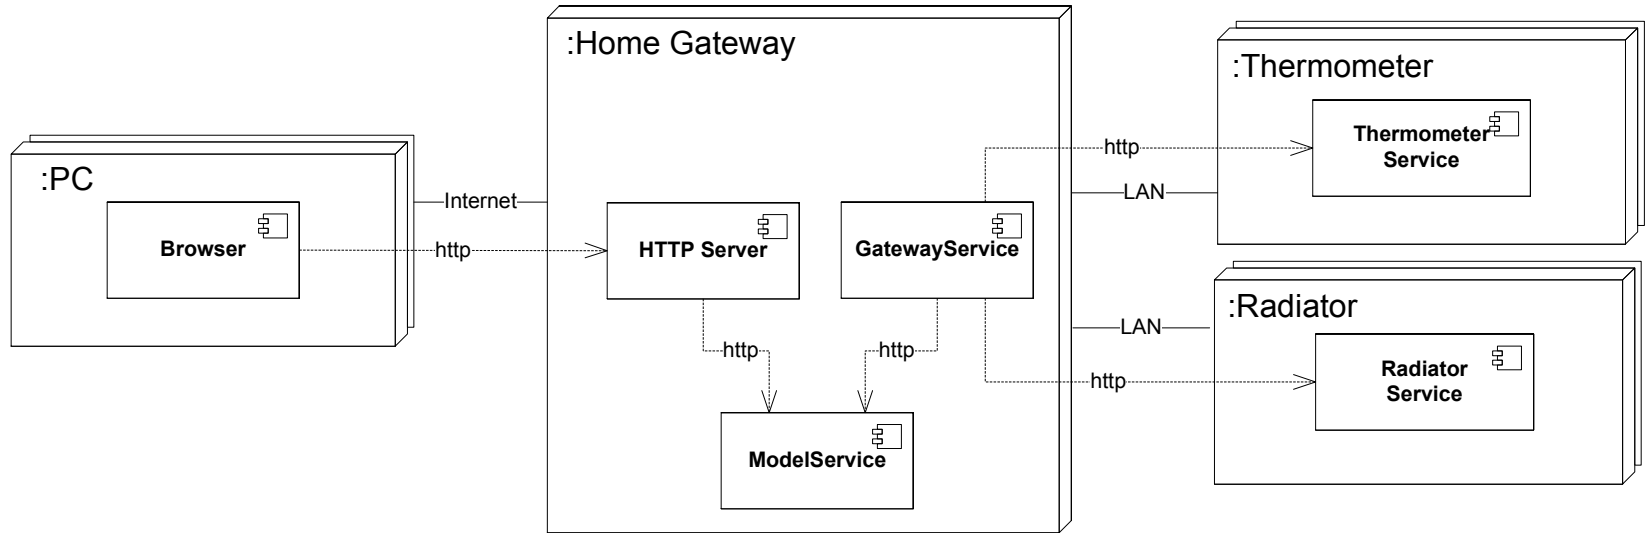 :Home Gateway
:Thermometer
Thermometer
Service
http
LAN
:PC
Internet
Browser
http
HTTP Server
GatewayService
:Radiator
LAN
http
http
http
Radiator
Service
ModelService